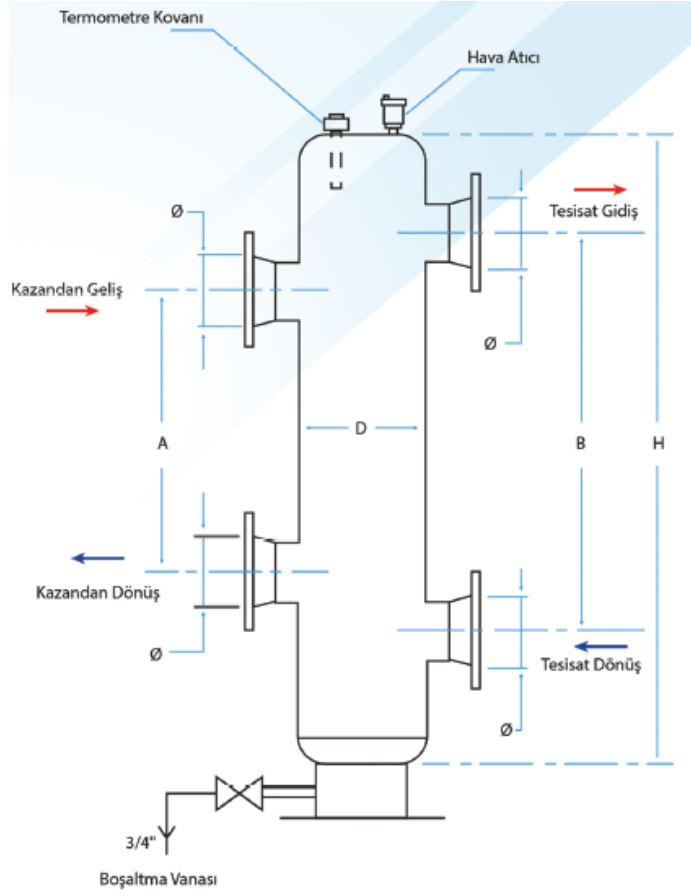 Termometre Kovanı
Hava Atıcı
Ø
Tesisat Gidiş
Kazandan Geliş
Ø
A
D
B
H
Kazandan Dönüş
Ø
Tesisat Dönüş
Ø
3/4"
Boşaltma Vanası